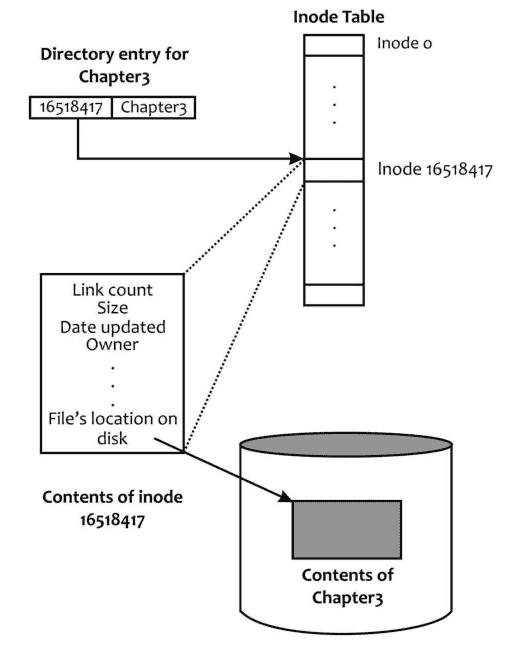 Inode Table
Inode 0
Directory entry for
Chapter3
16518417 Chapter3
Inode 16518417
Link count
Size
Date updated
Owner
File's location on
disk
Contents of inode
16518417
Contents of
Chapter3